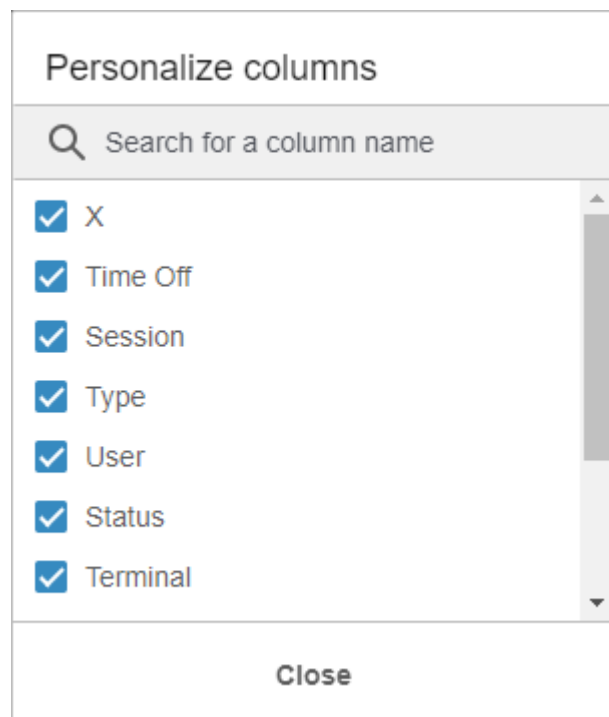 Personalize columns
Search for a column name
X
Time Off
Session
Type
User
Status
Terminal
Close